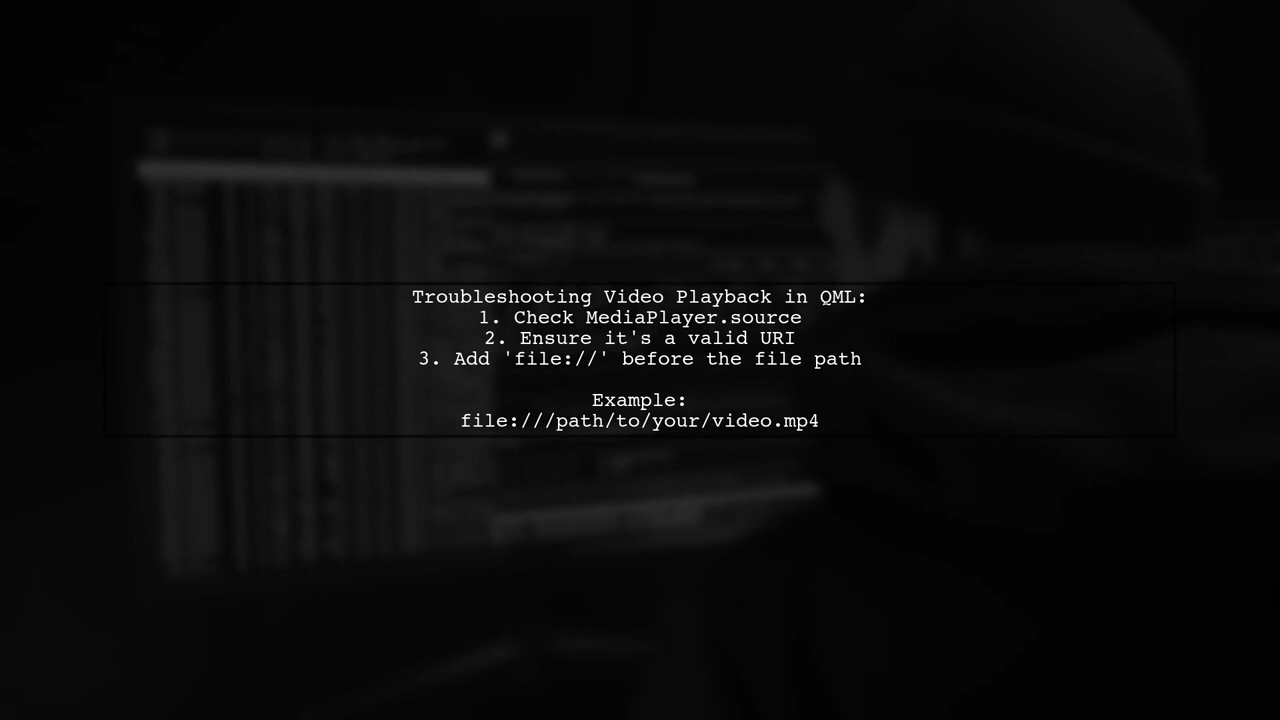 Troubleshooting Video Playback in QML:
1. Check MediaPlayer.source
2. Ensure it's a valid URI
3. Add 'file://' before the file path
Example:
file:///path/to/your/video.mp4